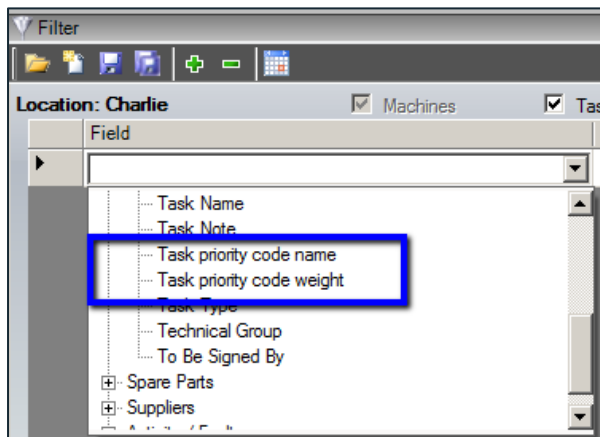 Filter
Location: Charlie Machines Tas
Field
Task Name
Task Note
Task priority code name
Task priority code weight
Task Type
Technical Group
To Be Signed By
Spare Parts
Suppliers